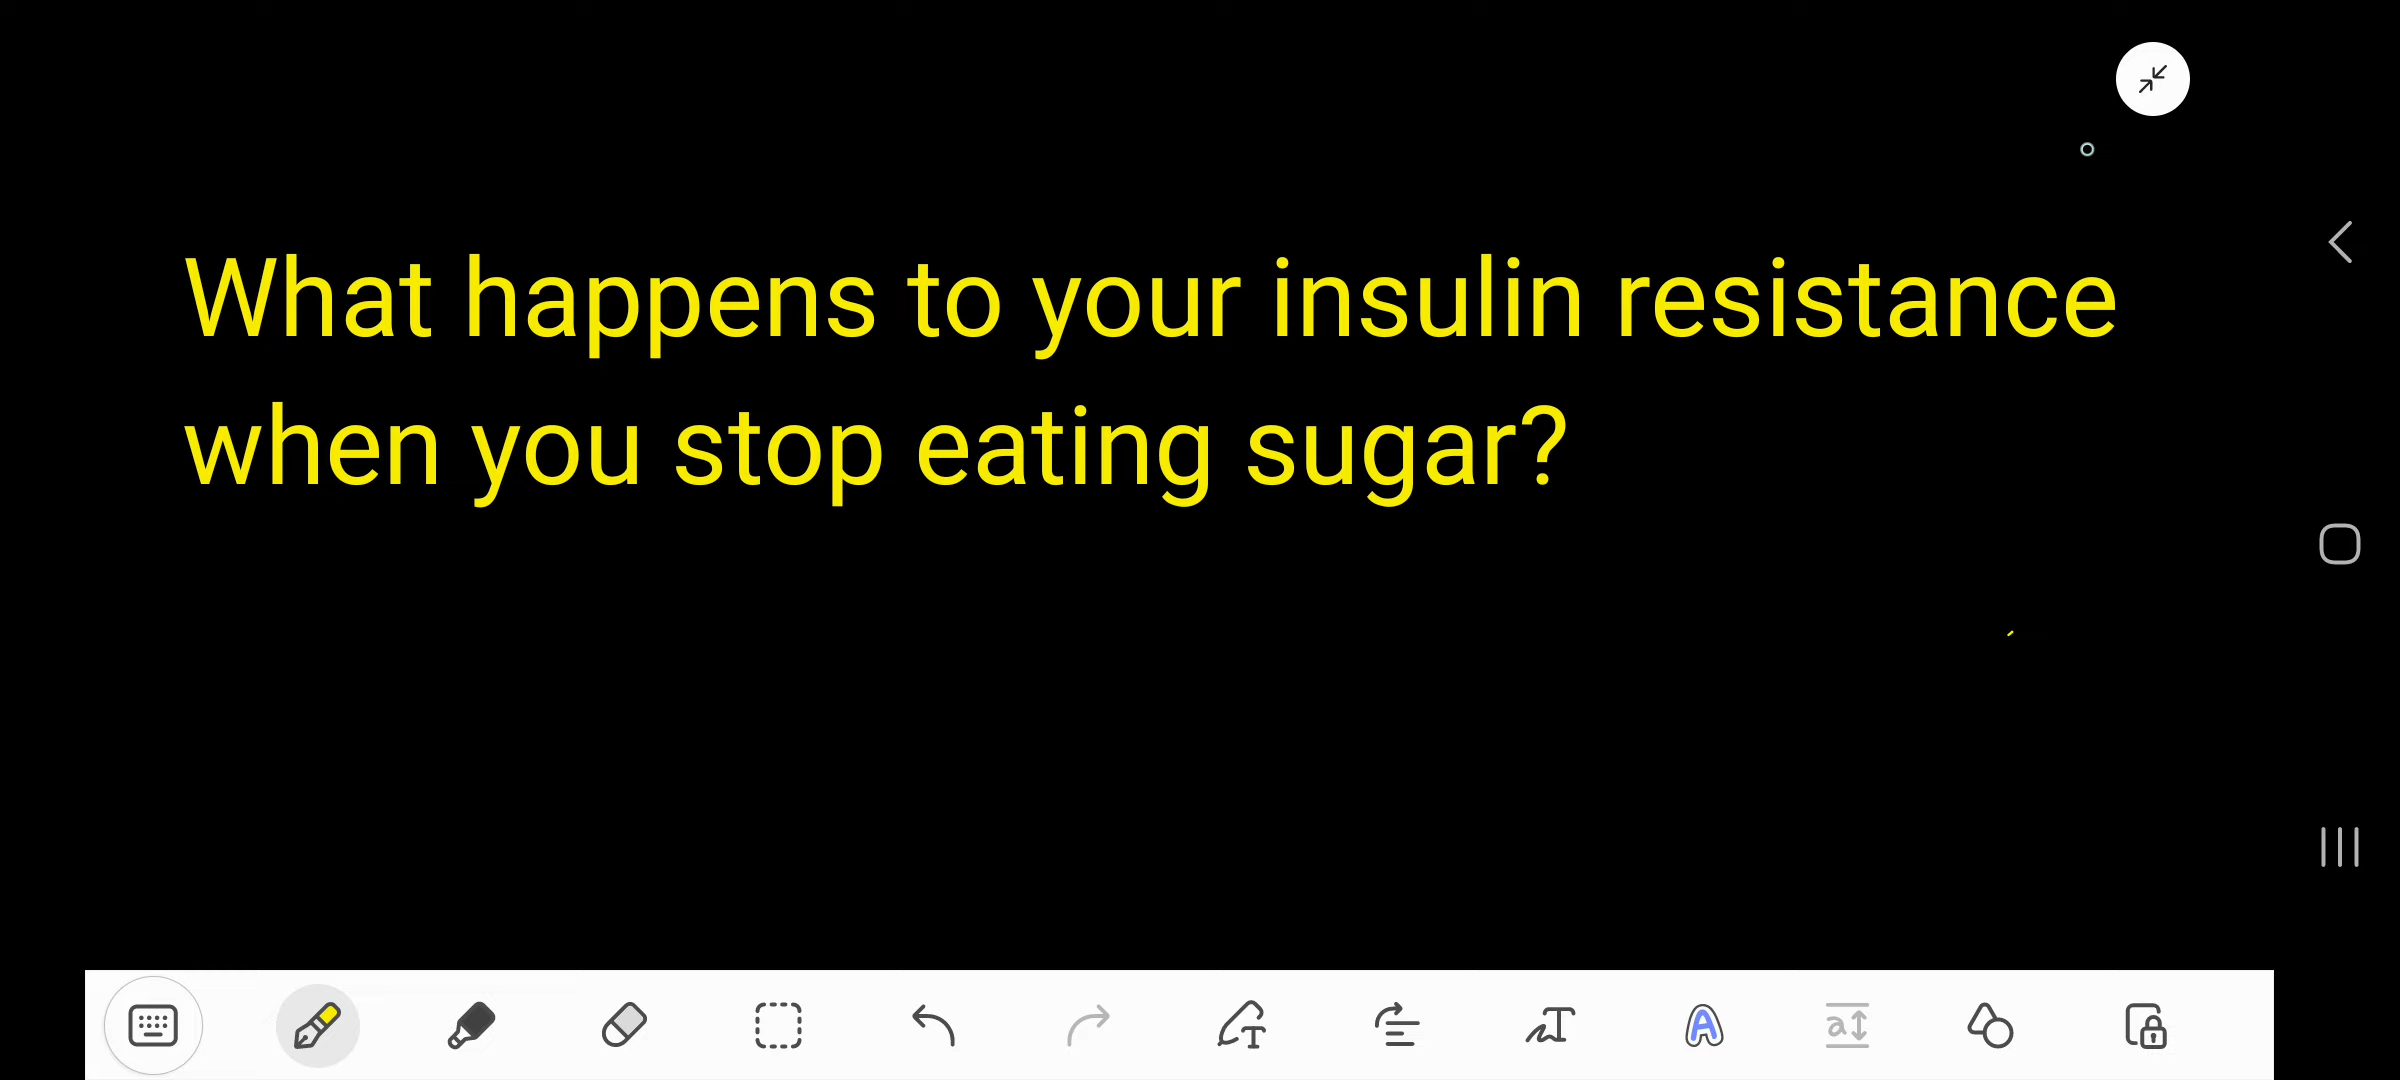 What happens to your insulin resistance
when you stop eating sugar?